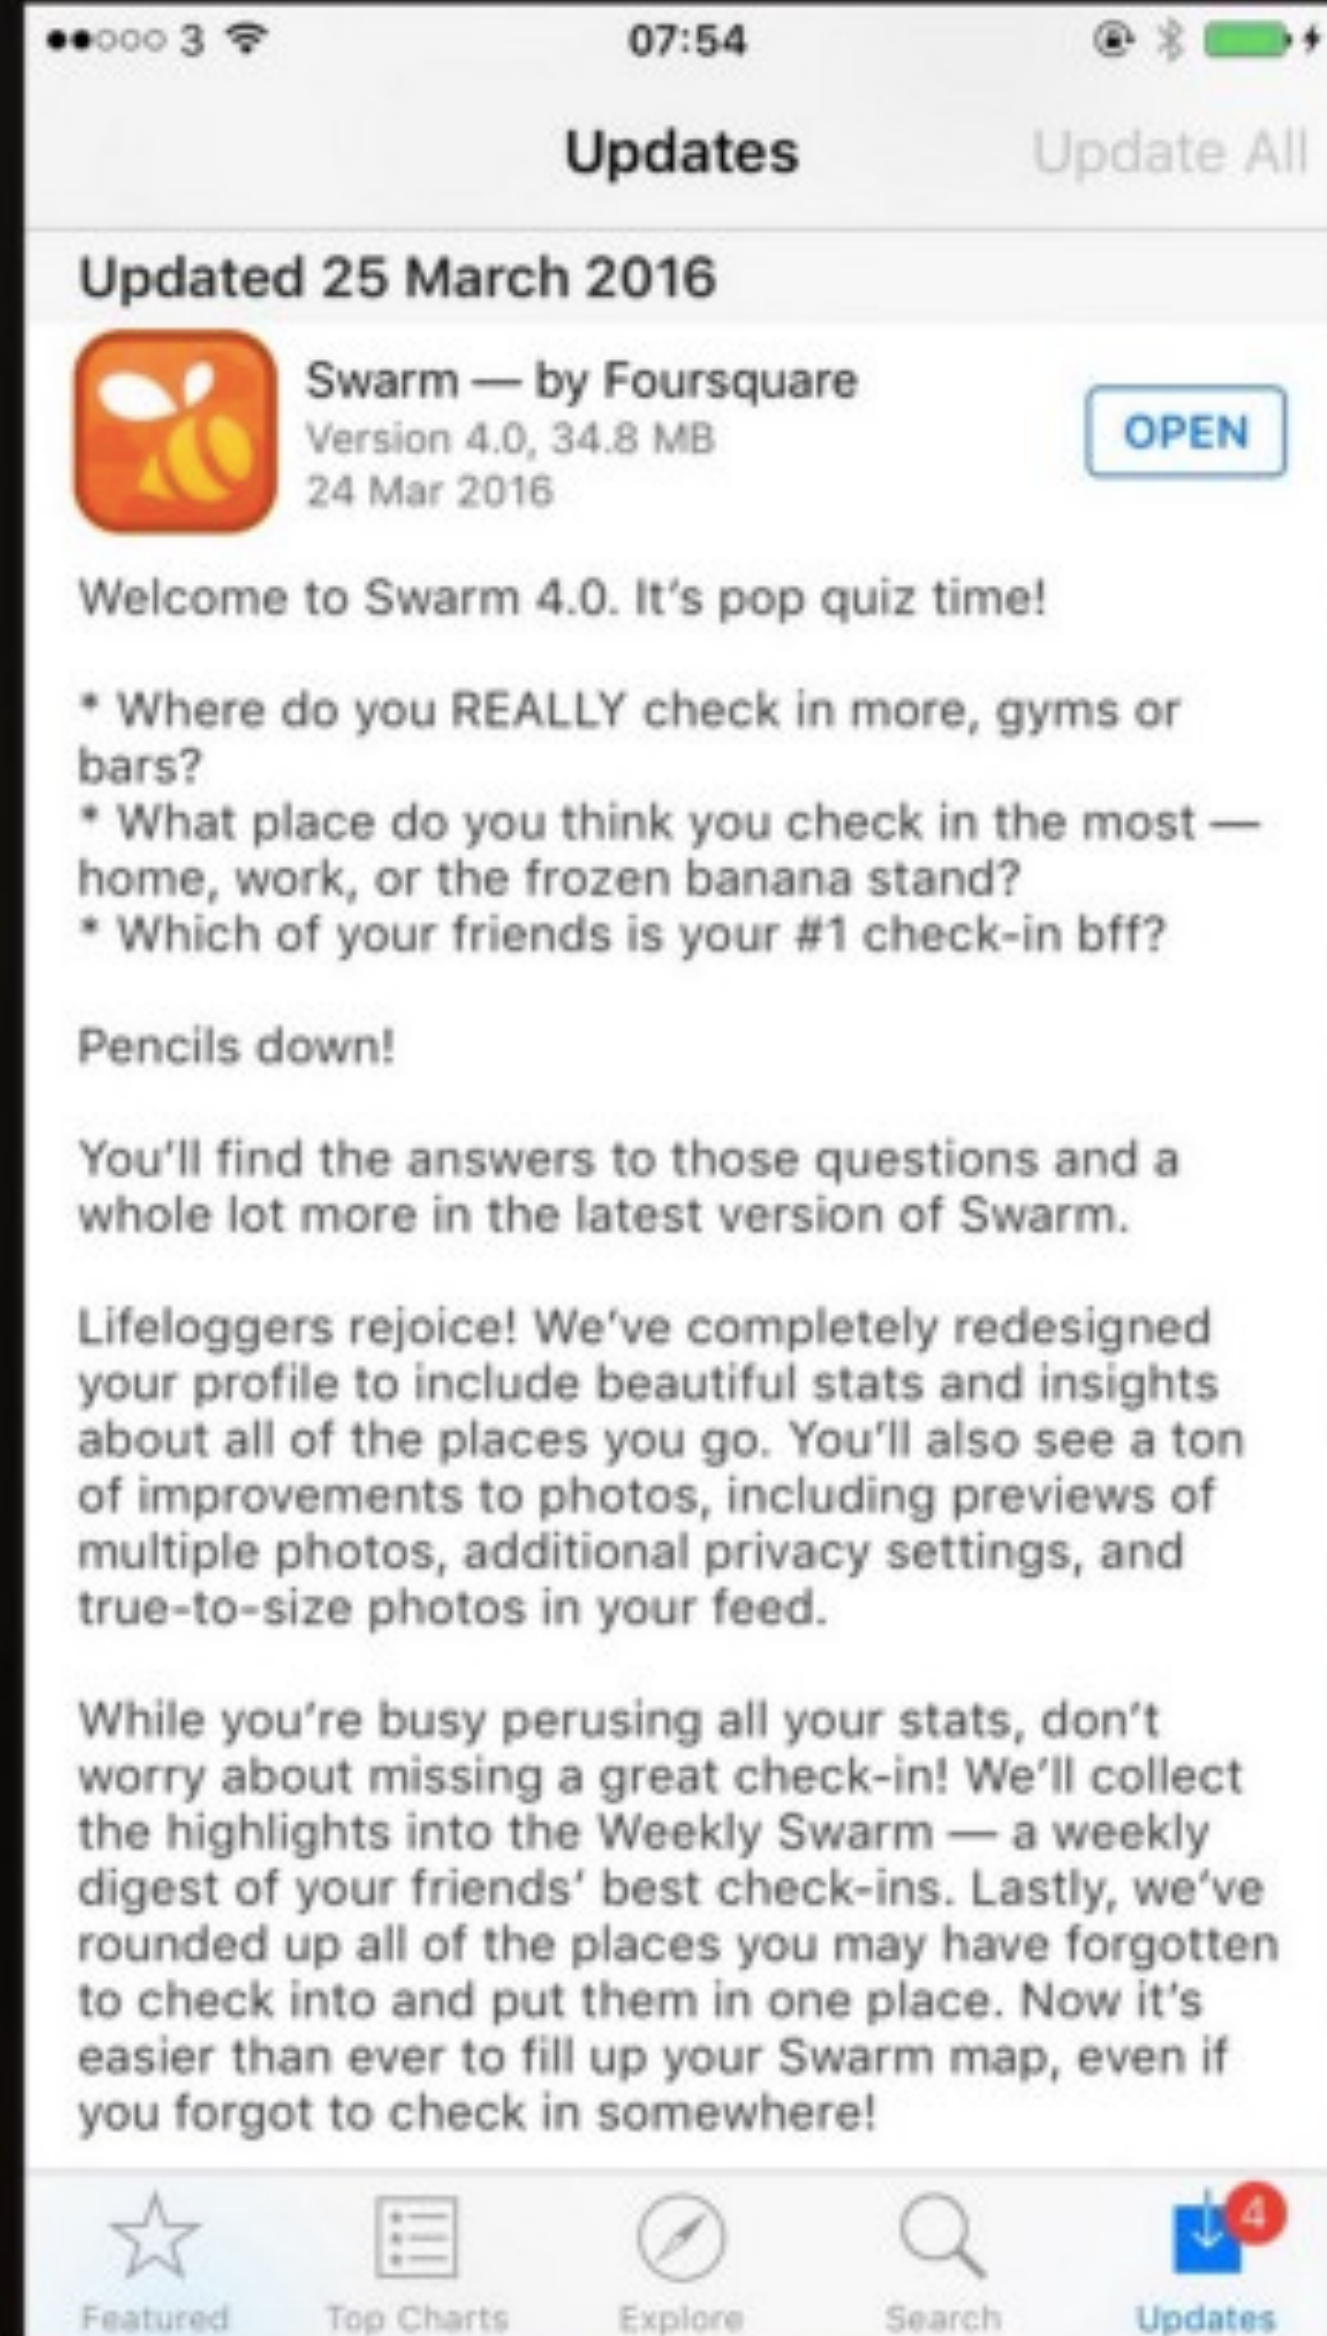 3
07:54
Updates
Update All
Updated 25 March 2016
Swarm — by Foursquare
Version 4.0, 34.8 MB
24 Mar 2016
OPEN
Welcome to Swarm 4.0. It's pop quiz time!
* Where do you REALLY check in more, gyms or
bars?
* What place do you think you check in the most —
home, work, or the frozen banana stand?
* Which of your friends is your #1 check-in bff?
Pencils down!
You'll find the answers to those questions and a
whole lot more in the latest version of Swarm.
Lifeloggers rejoice! We've completely redesigned
your profile to include beautiful stats and insights
about all of the places you go. You'll also see a ton
of improvements to photos, including previews of
multiple photos, additional privacy settings, and
true-to-size photos in your feed.
While you're busy perusing all your stats, don't
worry about missing a great check-in! We'll collect
the highlights into the Weekly Swarm — a weekly
digest of your friends' best check-ins. Lastly, we've
rounded up all of the places you may have forgotten
to check into and put them in one place. Now it's
easier than ever to fill up your Swarm map, even if
you forgot to check in somewhere!
4
Featured
Top Charts
Explore
Search
Updates